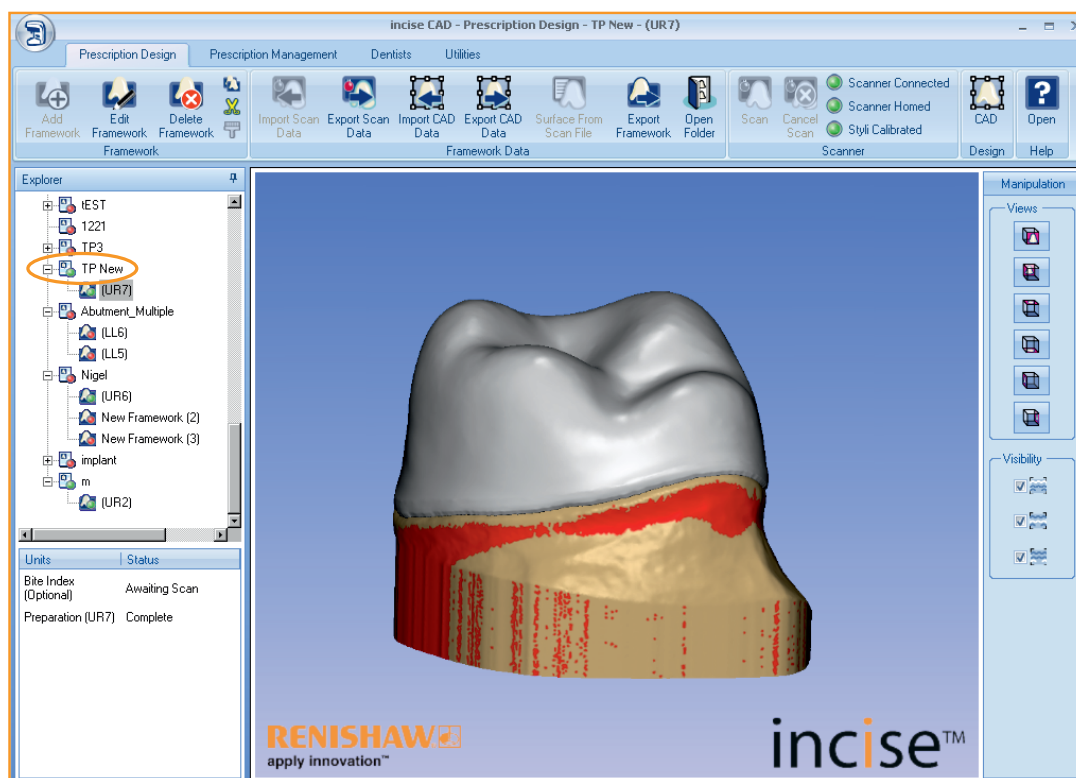 incise CAD - Prescription Design - TP New - (UR7)
Prescription Design Prescription Management Dentists Utilities
Add Framework
Edit Framework
Delete Framework
Framework
Import Scan Data
Export Scan Data
Import CAD Data
Export CAD Data
Surface From Scan File
Export Framework
Open Folder
Framework Data
Scan
Cancel Scan
Scanner Connected
Scanner Homed
Styli Calibrated
Scanner
CAD
Design
?
Open
Help
Explorer
tEST
1221
TP3
TP New
(UR7)
Abutment_Multiple
(LL6)
(LL5)
Nigel
(UR6)
New Framework (2)
New Framework (3)
implant
m
(UR2)
Units Status
Bite Index
(Optional) Awaiting Scan
Preparation (UR7) Complete
Manipulation
Views
Visibility
RENISHAW
apply innovation™
incise™